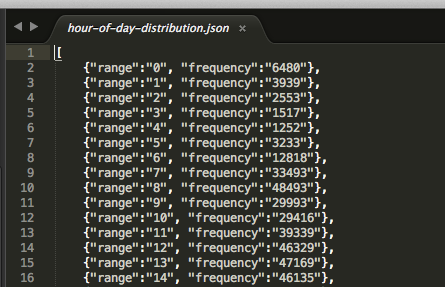 hour-of-day-distribution.json ×
1 [
2 {"range":"0", "frequency":"6480"},
3 {"range":"1", "frequency":"3939"},
4 {"range":"2", "frequency":"2553"},
5 {"range":"3", "frequency":"1517"},
6 {"range":"4", "frequency":"1252"},
7 {"range":"5", "frequency":"3233"},
8 {"range":"6", "frequency":"12818"},
9 {"range":"7", "frequency":"33493"},
10 {"range":"8", "frequency":"48493"},
11 {"range":"9", "frequency":"29993"},
12 {"range":"10", "frequency":"29416"},
13 {"range":"11", "frequency":"39339"},
14 {"range":"12", "frequency":"46329"},
15 {"range":"13", "frequency":"47169"},
16 {"range":"14", "frequency":"46135"},